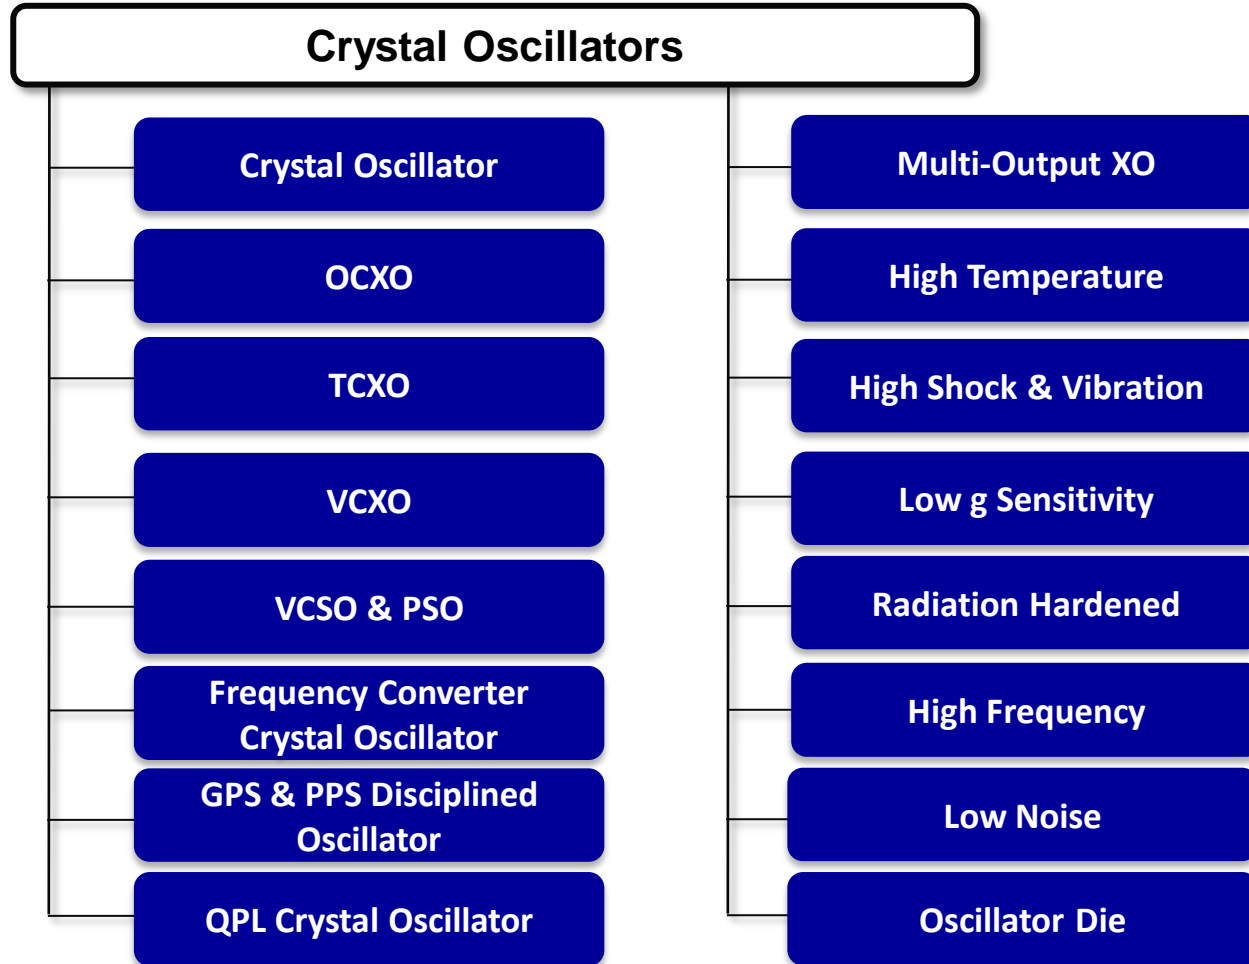 Crystal Oscillators
Crystal Oscillator
OCXO
TCXO
VCXO
VCSO & PSO
Frequency Converter
Crystal Oscillator
GPS & PPS Disciplined
Oscillator
QPL Crystal Oscillator
Multi-Output XO
High Temperature
High Shock & Vibration
Low g Sensitivity
Radiation Hardened
High Frequency
Low Noise
Oscillator Die